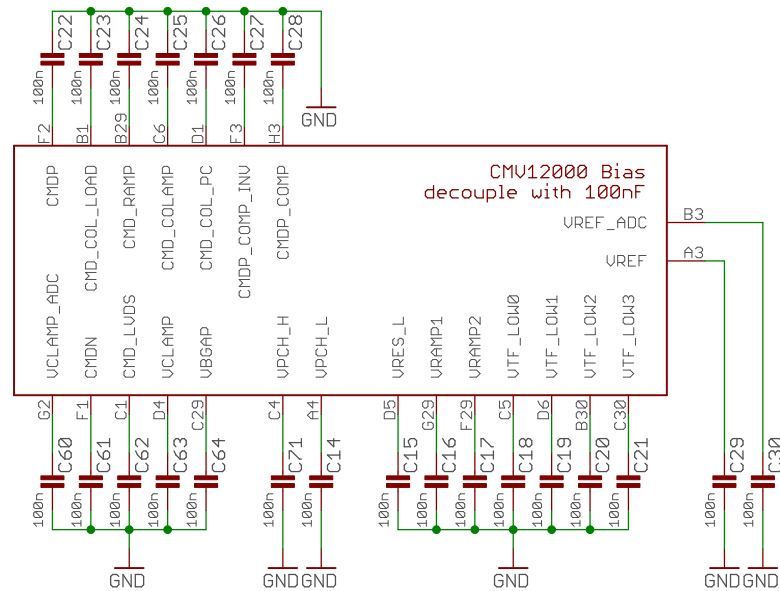 C22 C23 C24 C25 C26 C27 C28
100n 100n 100n 100n 100n 100n 100n
GND
F2 B1 B29 C6 D1 F3 H3
CMDP CMD_COL_LOAD CMD_RAMP CMD_COLAMP CMD_COL_PC CMDP_COMP_INV CMDP_COMP
CMV12000 Bias
decouple with 100nF
VREF_ADC B3
VREF A3
VCLAMP_ADC CMDN CMD_LVDS VCLAMP VBGAP VPCH_H VPCH_L VRES_L VRAMP1 VRAMP2 VTF_LOW0 VTF_LOW1 VTF_LOW2 VTF_LOW3
G2 F1 C1 D4 C29 C4 A4 D5 G29 F29 C5 D6 B30 C30
C60 C61 C62 C63 C64 C71 C14 C15 C16 C17 C18 C19 C20 C21 C29 C30
100n 100n 100n 100n 100n 100n 100n 100n 100n 100n 100n 100n 100n 100n 100n 100n
GND GND GND GND GND GND